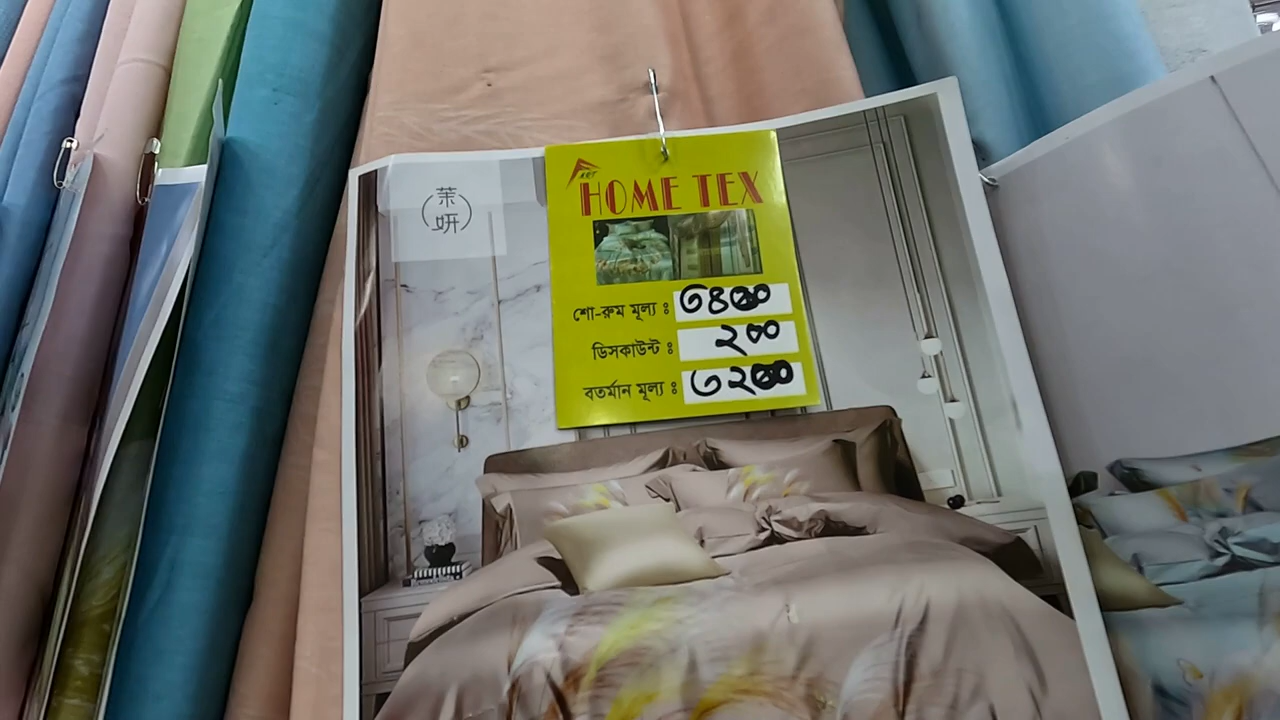 茉
妍
HOME TEX
শো-রুম মূল্য : ৩৪০০
ডিসকাউন্ট : ২০০
বর্তমান মূল্য : ৩২০০